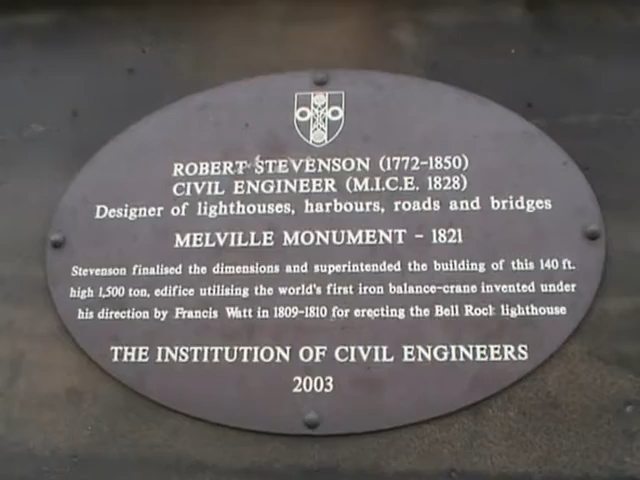 ROBERT STEVENSON (1772-1850)
CIVIL ENGINEER (M.I.C.E. 1828)
Designer of lighthouses, harbours, roads and bridges
MELVILLE MONUMENT - 1821
Stevenson finalised the dimensions and superintended the building of this 140 ft.
high 1,500 ton, edifice utilising the world's first iron balance-crane invented under
his direction by Francis Watt in 1809-1810 for erecting the Bell Rock lighthouse
THE INSTITUTION OF CIVIL ENGINEERS
2003